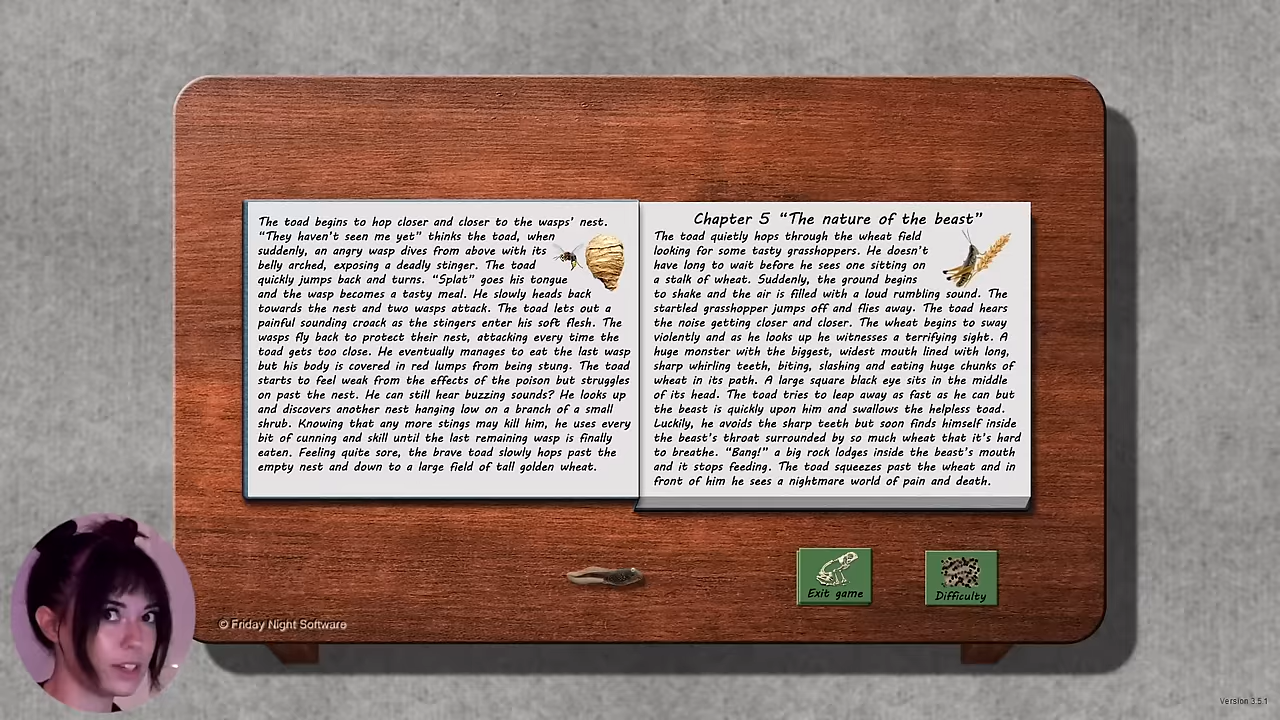 The toad begins to hop closer and closer to the wasps' nest.
"They haven't seen me yet" thinks the toad, when
suddenly, an angry wasp dives from above with its
belly arched, exposing a deadly stinger. The toad
quickly jumps back and turns. "Splat" goes his tongue
and the wasp becomes a tasty meal. He slowly heads back
towards the nest and two wasps attack. The toad lets out a
painful sounding croack as the stingers enter his soft flesh. The
wasps fly back to protect their nest, attacking every time the
toad gets too close. He eventually manages to eat the last wasp
but his body is covered in red lumps from being stung. The toad
starts to feel weak from the effects of the poison but struggles
on past the nest. He can still hear buzzing sounds? He looks up
and discovers another nest hanging low on a branch of a small
shrub. Knowing that any more stings may kill him, he uses every
bit of cunning and skill until the last remaining wasp is finally
eaten. Feeling quite sore, the brave toad slowly hops past the
empty nest and down to a large field of tall golden wheat.
Chapter 5 "The nature of the beast"
The toad quietly hops through the wheat field
looking for some tasty grasshoppers. He doesn't
have long to wait before he sees one sitting on
a stalk of wheat. Suddenly, the ground begins
to shake and the air is filled with a loud rumbling sound. The
startled grasshopper jumps off and flies away. The toad hears
the noise getting closer and closer. The wheat begins to sway
violently and as he looks up he witnesses a terrifying sight. A
huge monster with the biggest, widest mouth lined with long,
sharp whirling teeth, biting, slashing and eating huge chunks of
wheat in its path. A large square black eye sits in the middle
of its head. The toad tries to leap away as fast as he can but
the beast is quickly upon him and swallows the helpless toad.
Luckily, he avoids the sharp teeth but soon finds himself inside
the beast's throat surrounded by so much wheat that it's hard
to breathe. "Bang!" a big rock lodges inside the beast's mouth
and it stops feeding. The toad squeezes past the wheat and in
front of him he sees a nightmare world of pain and death.
Exit game
Difficulty
© Friday Night Software
Version 3.5.1